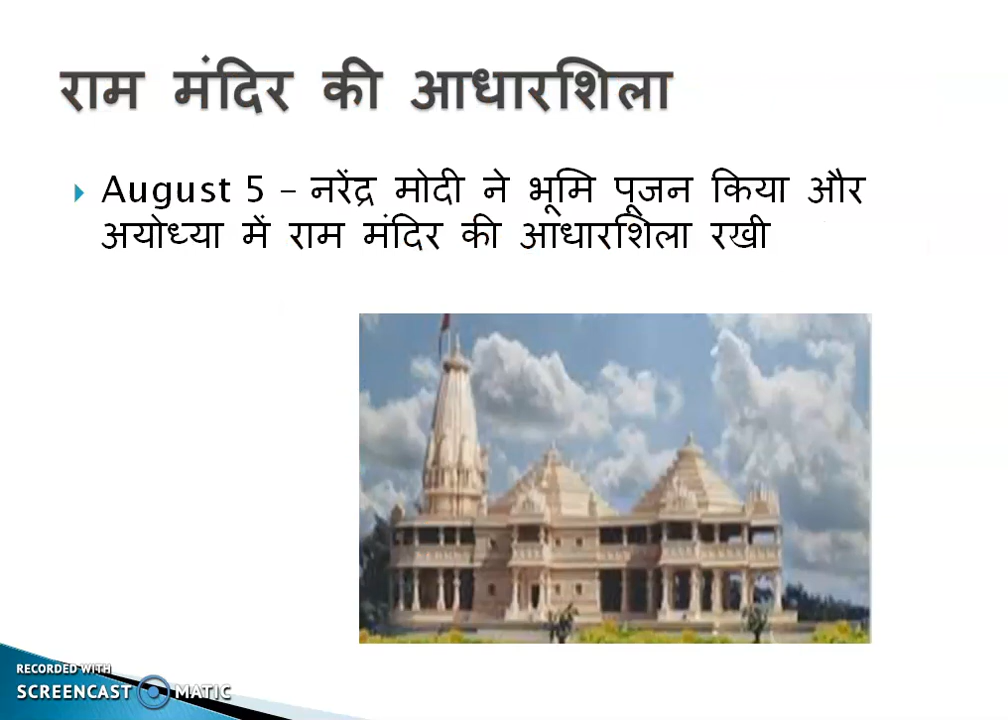 राम मंदिर की आधारशिला
August 5 – नरेंद्र मोदी ने भूमि पूजन किया और
अयोध्या में राम मंदिर की आधारशिला रखी
RECORDED WITH
SCREENCAST MATIC